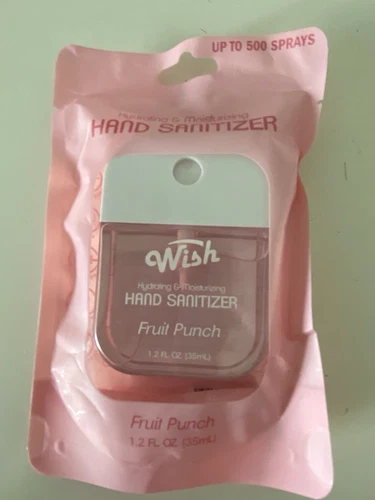 UP TO 500 SPRAYS
Hydrating & Moisturizing
HAND SANITIZER
Wish
Hydrating & Moisturizing
HAND SANITIZER
Fruit Punch
1.2 FL OZ (35mL)
Fruit Punch
1.2 FL OZ (35mL)